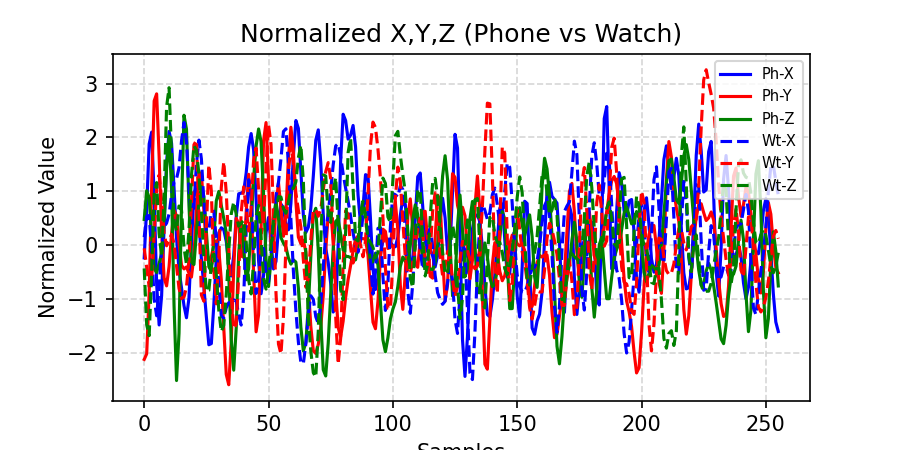 Normalized X,Y,Z (Phone vs Watch)
Normalized Value
3
2
1
0
−1
−2
Ph-X
Ph-Y
Ph-Z
Wt-X
Wt-Y
Wt-Z
0 50 100 150 200 250
Samples